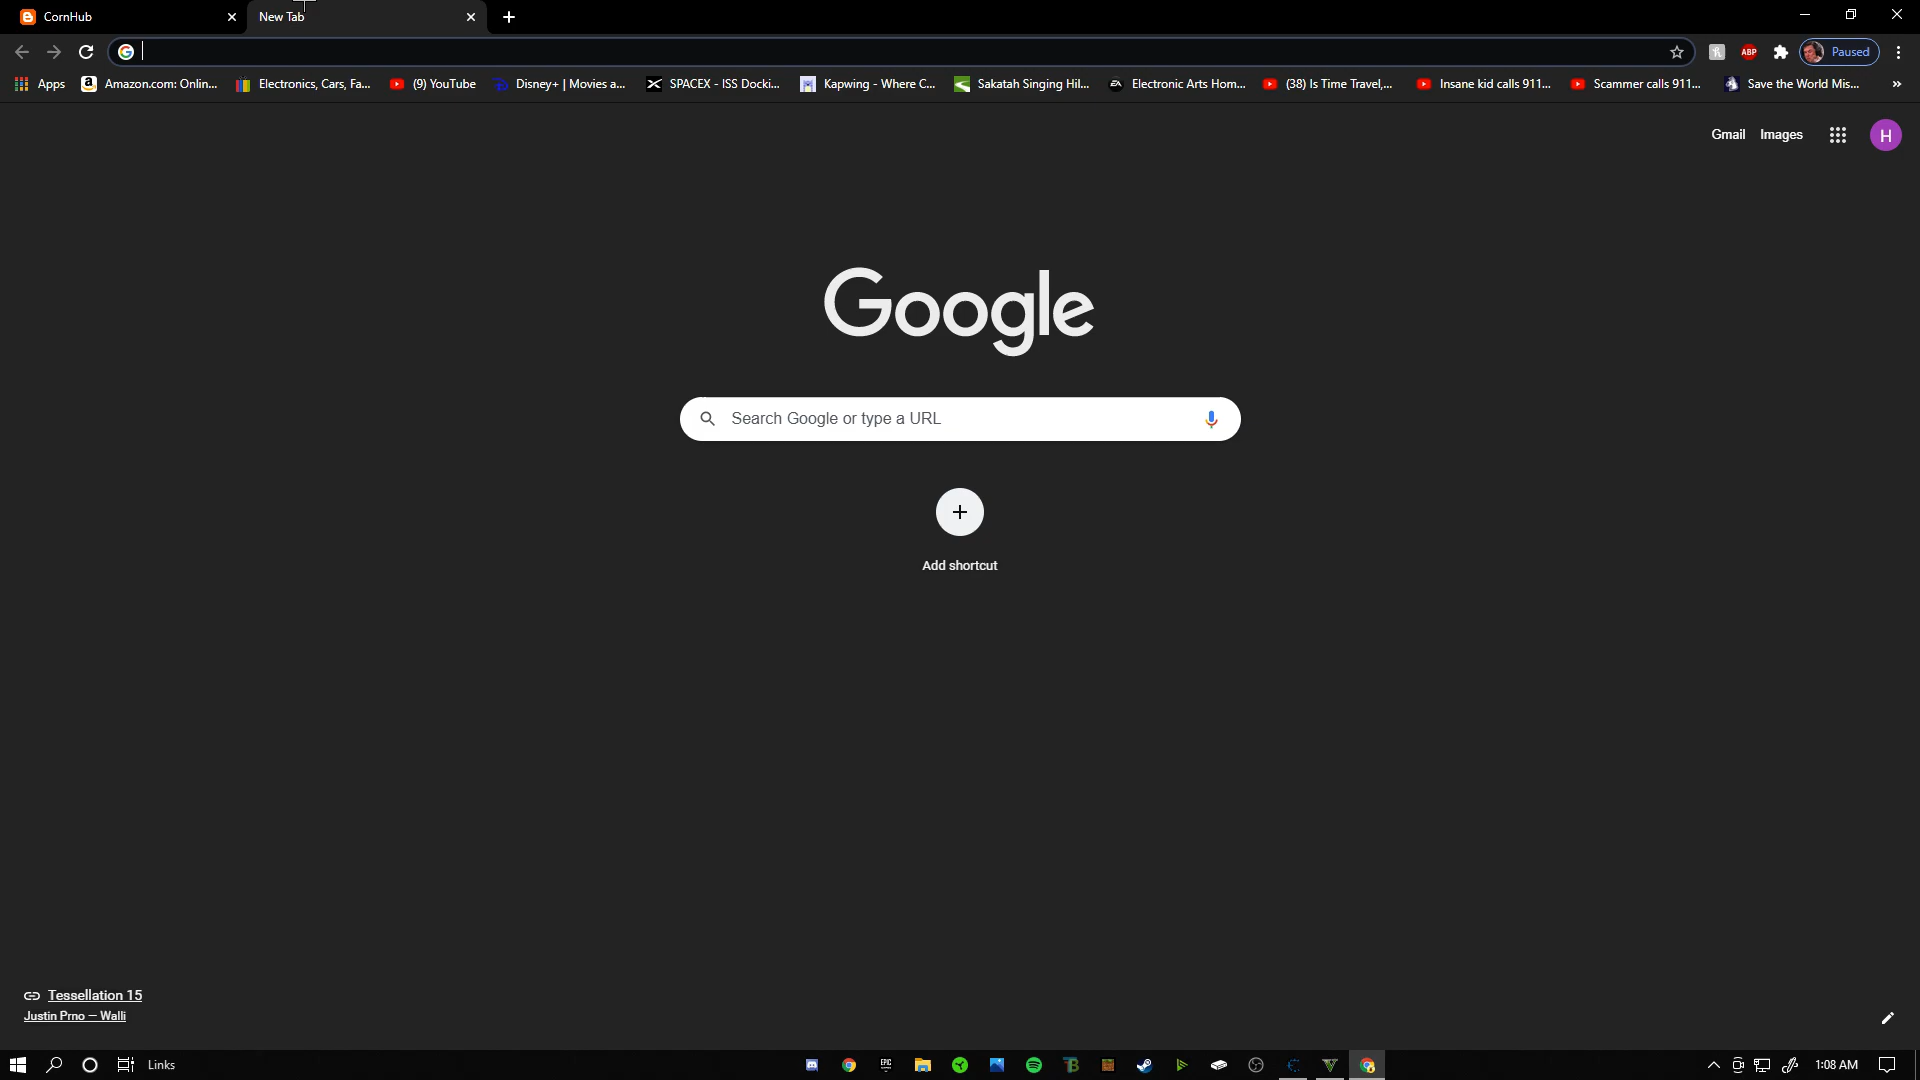 CornHub
New Tab
Paused
Apps
Amazon.com: Onlin...
Electronics, Cars, Fa...
(9) YouTube
Disney+ | Movies a...
SPACEX - ISS Docki...
Kapwing - Where C...
Sakatah Singing Hil...
Electronic Arts Hom...
(38) Is Time Travel,...
Insane kid calls 911...
Scammer calls 911...
Save the World Mis...
»
ABP
Gmail
Images
H
Google
Search Google or type a URL
Add shortcut
Tessellation 15
Justin Prno — Walli
Links
EPIC
1:08 AM